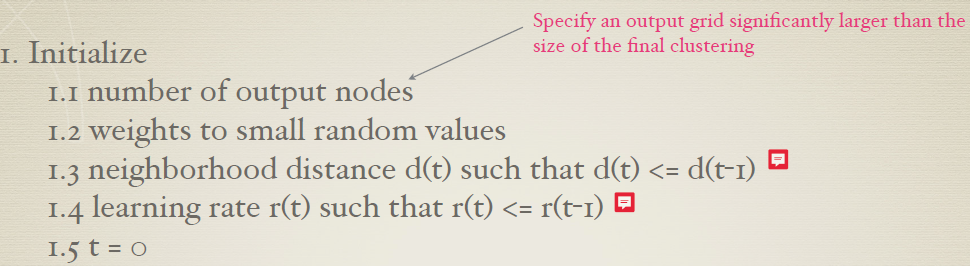 Specify an output grid significantly larger than the
size of the final clustering
1. Initialize
1.1 number of output nodes
1.2 weights to small random values
1.3 neighborhood distance d(t) such that d(t) <= d(t-1)
1.4 learning rate r(t) such that r(t) <= r(t-1)
1.5 t = 0